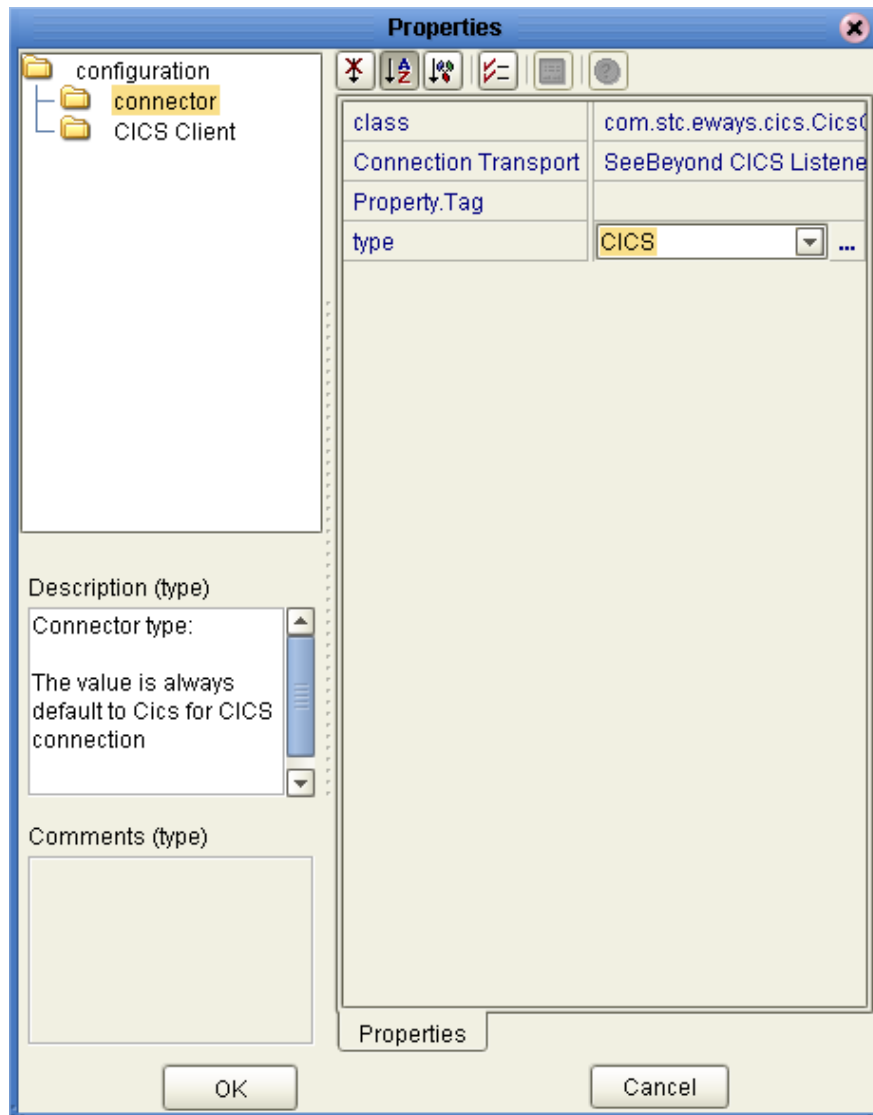 Properties
configuration
connector
CICS Client
class com.stc.eways.cics.Cics
Connection Transport SeeBeyond CICS Listene
Property.Tag
type CICS ...
Description (type)
Connector type:
The value is always
default to Cics for CICS
connection
Comments (type)
Properties
OK Cancel